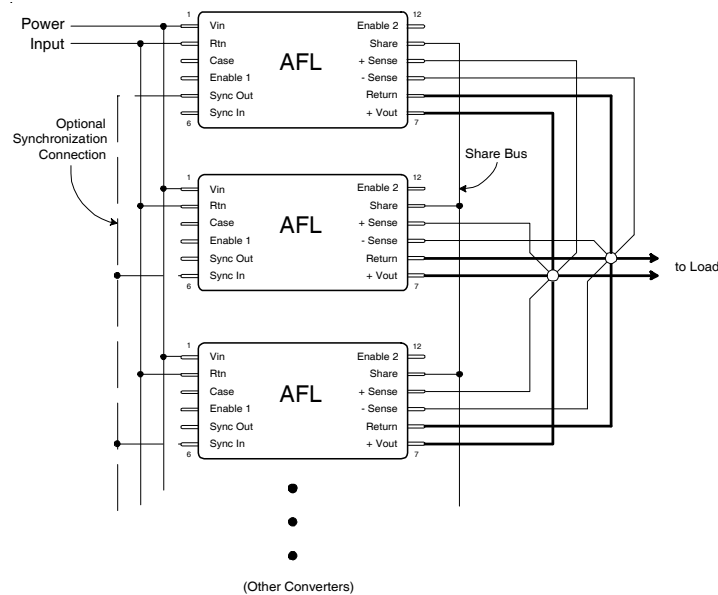 Power
Input
1
12
Vin
Enable 2
Rtn
Share
Case
AFL
+ Sense
Enable 1
- Sense
Sync Out
Return
Sync In
+ Vout
6
7
Optional
Synchronization
Connection
Share Bus
1
12
Vin
Enable 2
Rtn
Share
Case
AFL
+ Sense
Enable 1
- Sense
Sync Out
Return
Sync In
+ Vout
6
7
to Load
1
12
Vin
Enable 2
Rtn
Share
Case
AFL
+ Sense
Enable 1
- Sense
Sync Out
Return
Sync In
+ Vout
6
7
(Other Converters)